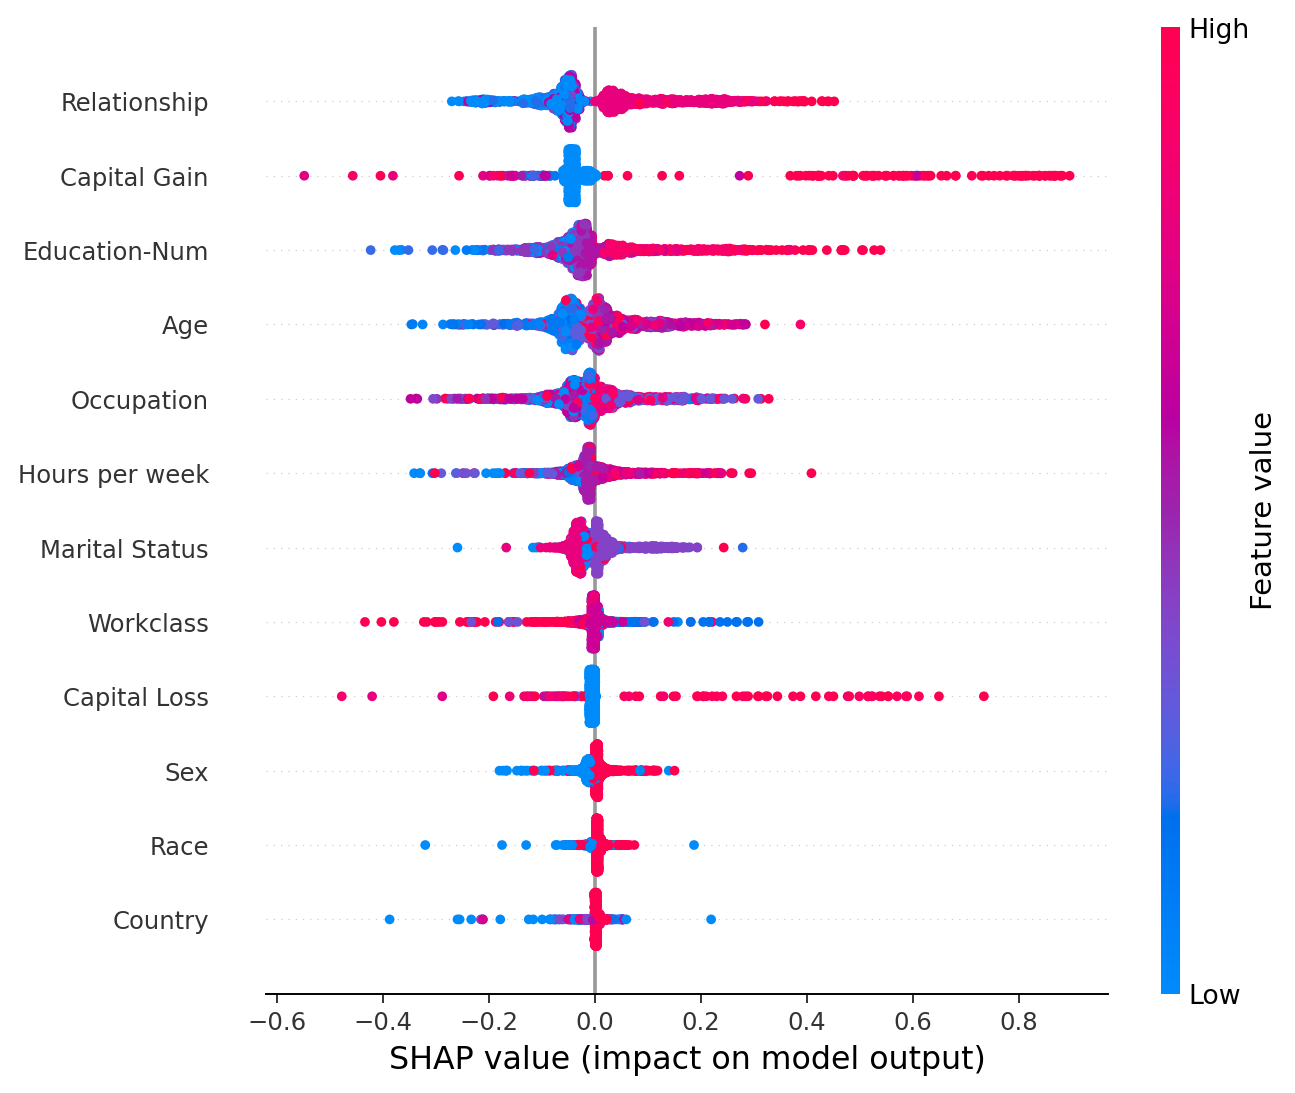 High
Relationship
Capital Gain
Education-Num
Age
Occupation
Hours per week
Marital Status
Workclass
Capital Loss
Sex
Race
Country
Feature value
Low
−0.6 −0.4 −0.2 0.0 0.2 0.4 0.6 0.8
SHAP value (impact on model output)